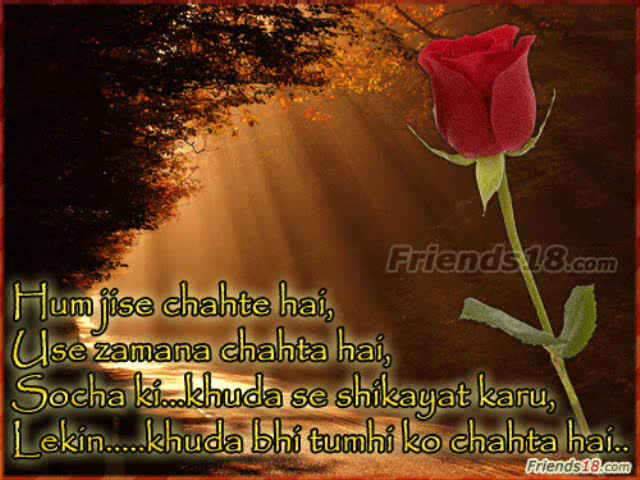 Friends18.com
Hum jise chahte hai,
Use zamana chahta hai,
Socha ki...khuda se shikayat karu,
Lekin.....khuda bhi tumhi ko chahta hai..
Friends18.com